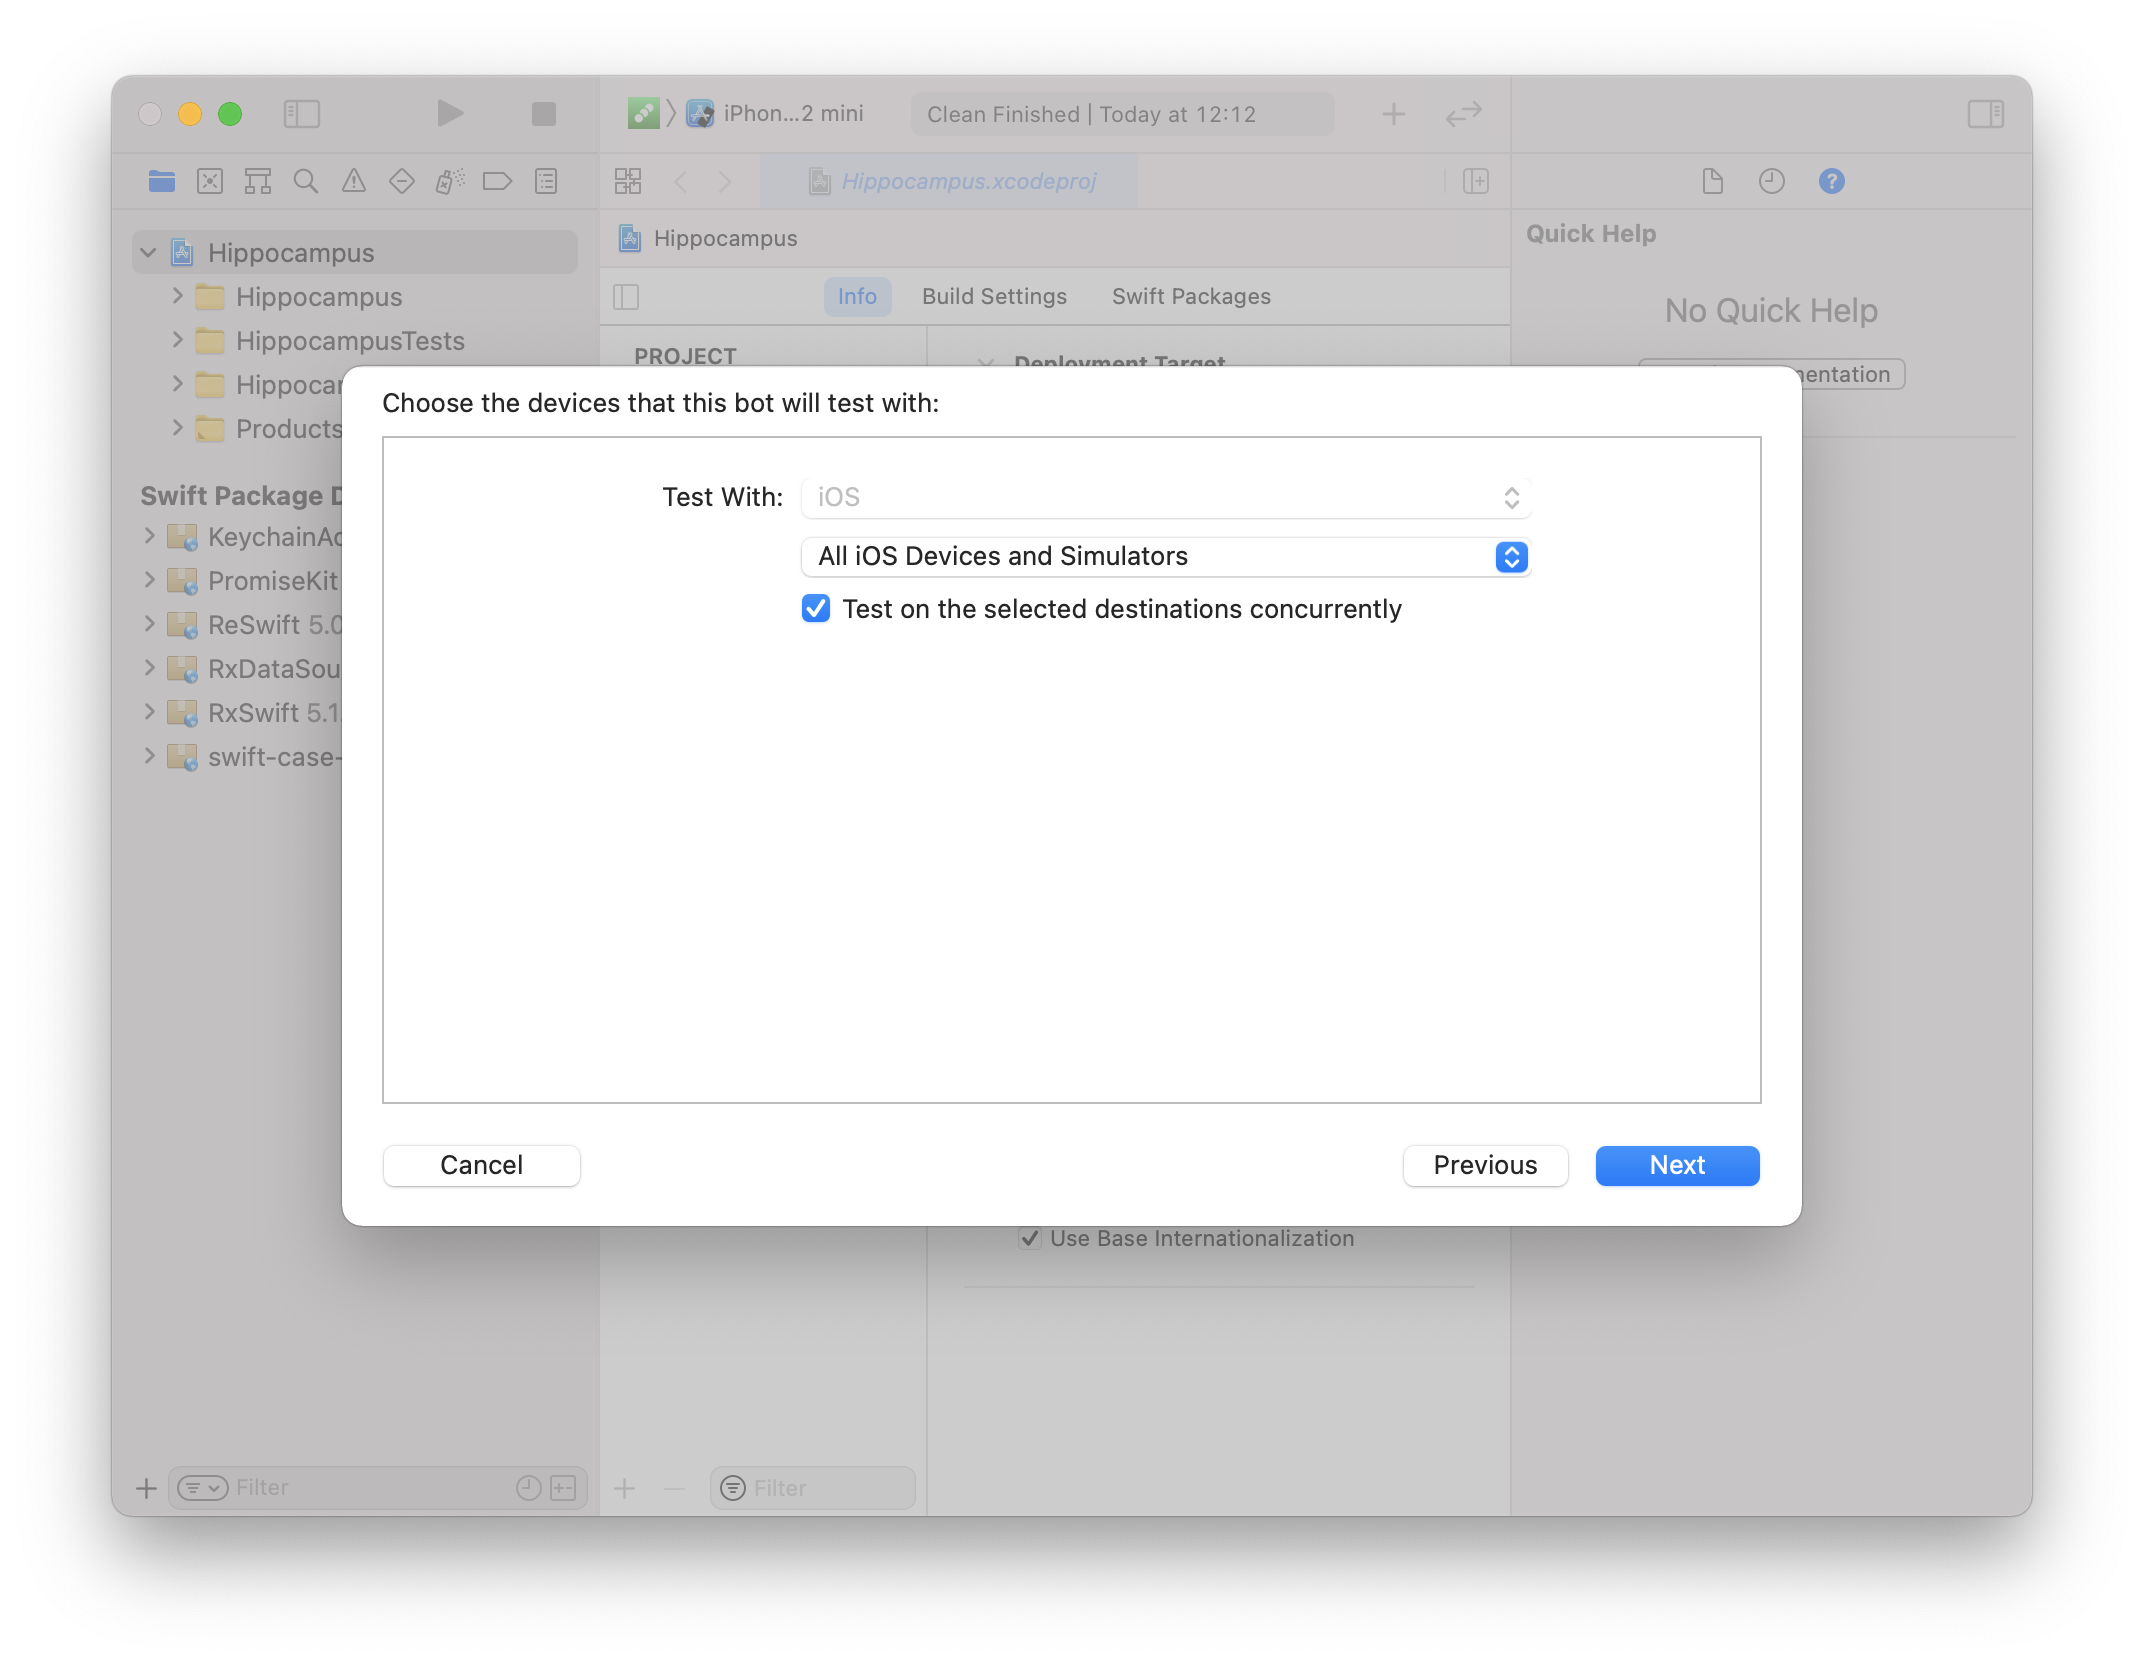 iPhon...2 mini
Clean Finished | Today at 12:12
Hippocampus.xcodeproj
Hippocampus
Hippocampus
HippocampusTests
Hippocar
Products
Swift Package D
KeychainAc
PromiseKit
ReSwift 5.0
RxDataSou
RxSwift 5.1.
swift-case-
Filter
Hippocampus
Info Build Settings Swift Packages
PROJECT
Deployment Target
Quick Help
No Quick Help
mentation
Choose the devices that this bot will test with:
Test With: iOS
All iOS Devices and Simulators
Test on the selected destinations concurrently
Cancel Previous Next
Use Base Internationalization
Filter